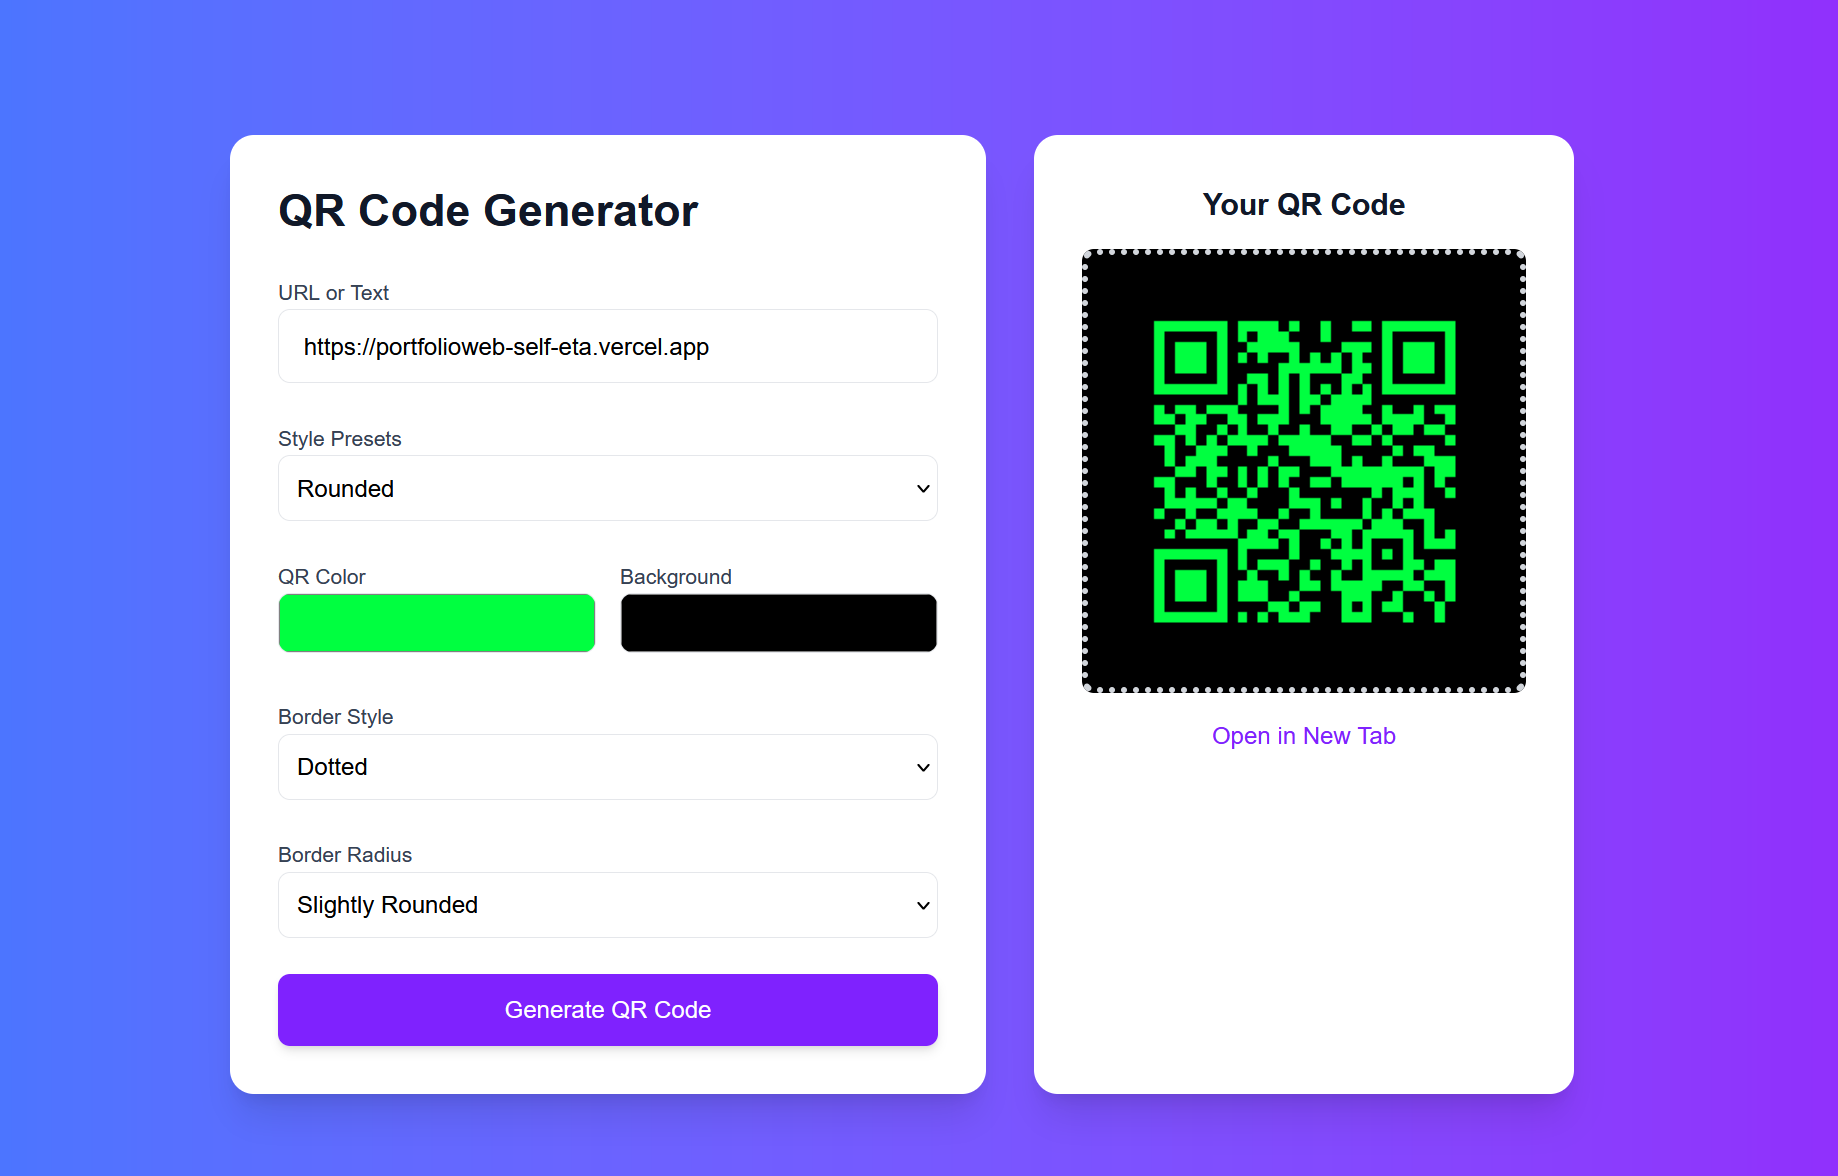 QR Code Generator
URL or Text
https://portfolioweb-self-eta.vercel.app
Style Presets
Rounded
QR Color
Background
Border Style
Dotted
Border Radius
Slightly Rounded
Generate QR Code
Your QR Code
Open in New Tab